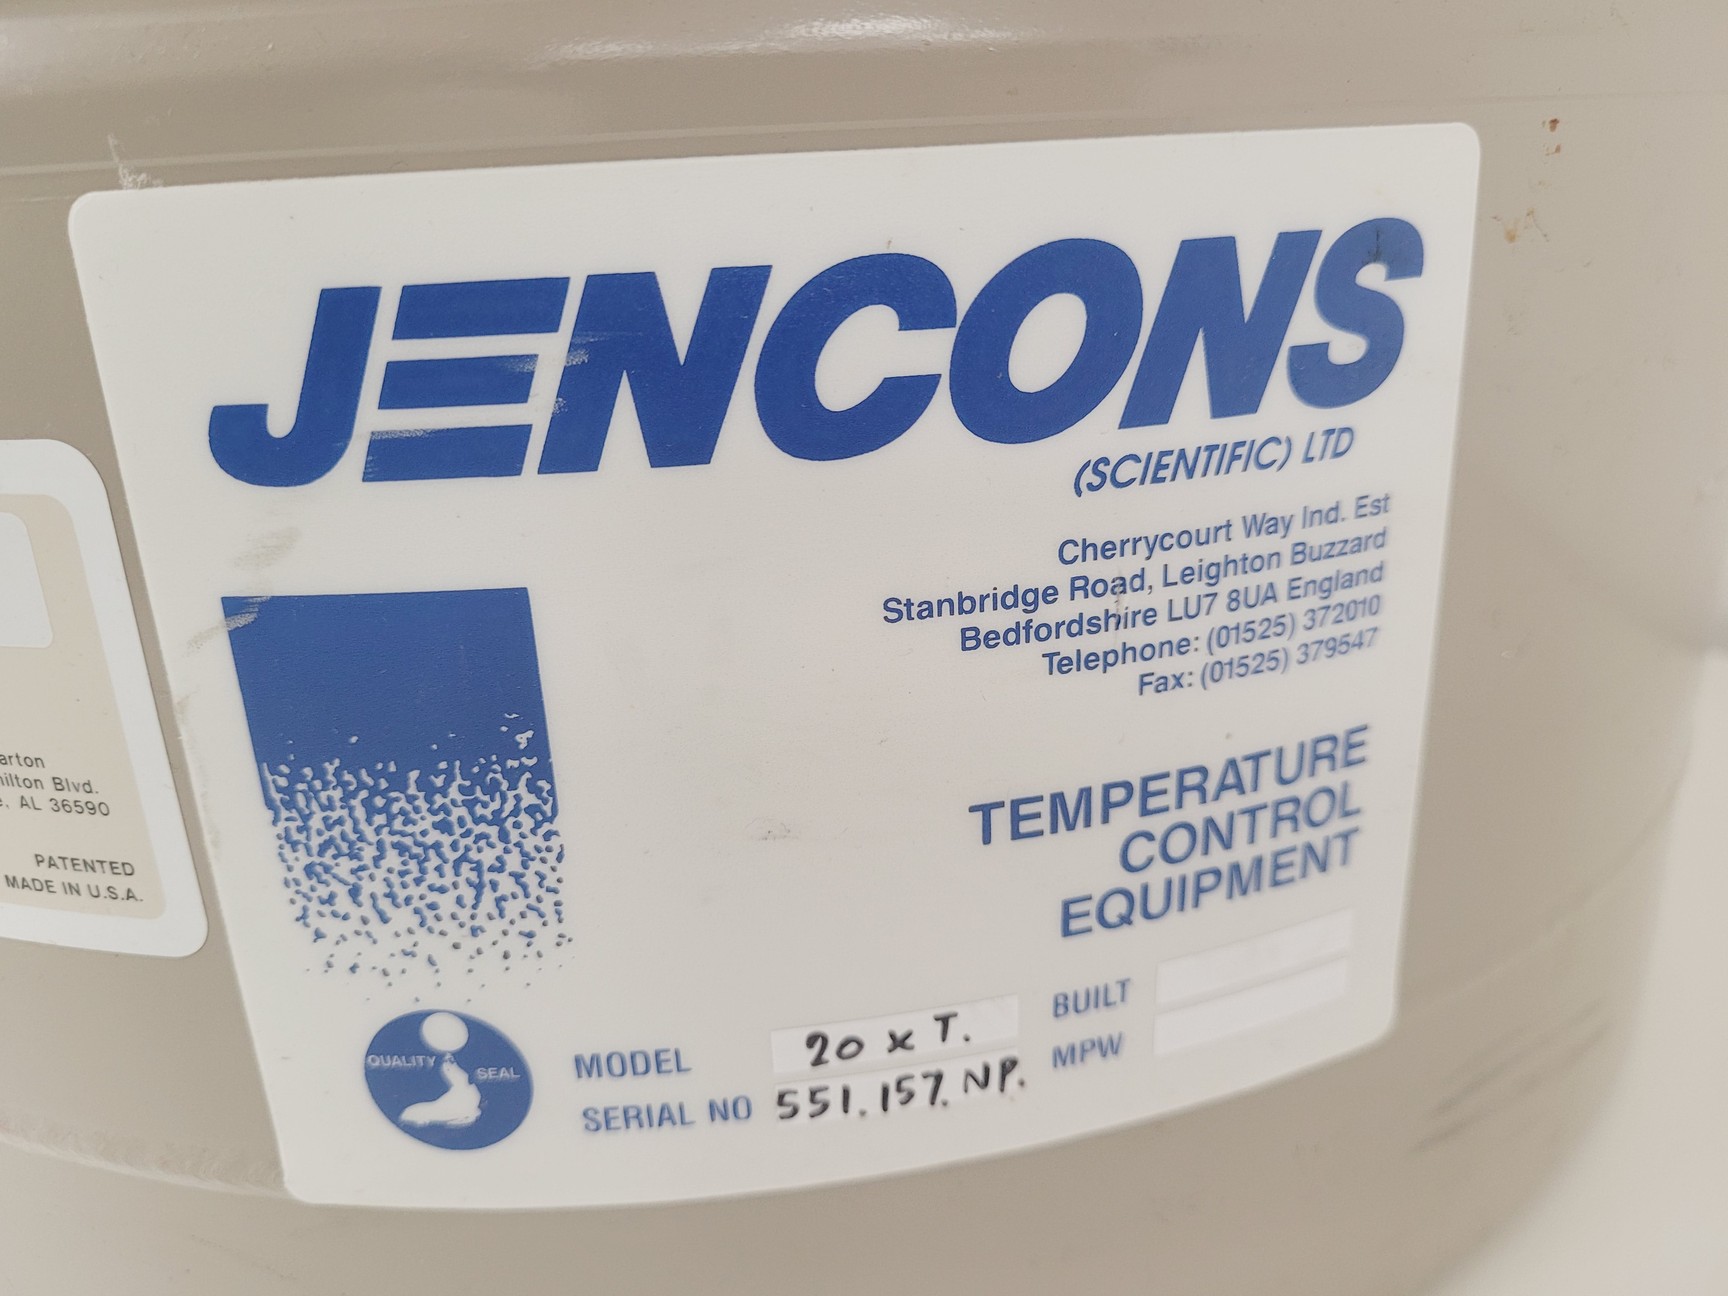 JENCONS
(SCIENTIFIC) LTD
Cherrycourt Way Ind. Est
Stanbridge Road, Leighton Buzzard
Bedfordshire LU7 8UA England
Telephone: (01525) 372010
Fax: (01525) 379547
TEMPERATURE
CONTROL
EQUIPMENT
QUALITY SEAL
MODEL 20 x T.
SERIAL NO 551.157.NP.
BUILT
MPW
Blvd.
AL 36590
PATENTED
MADE IN U.S.A.